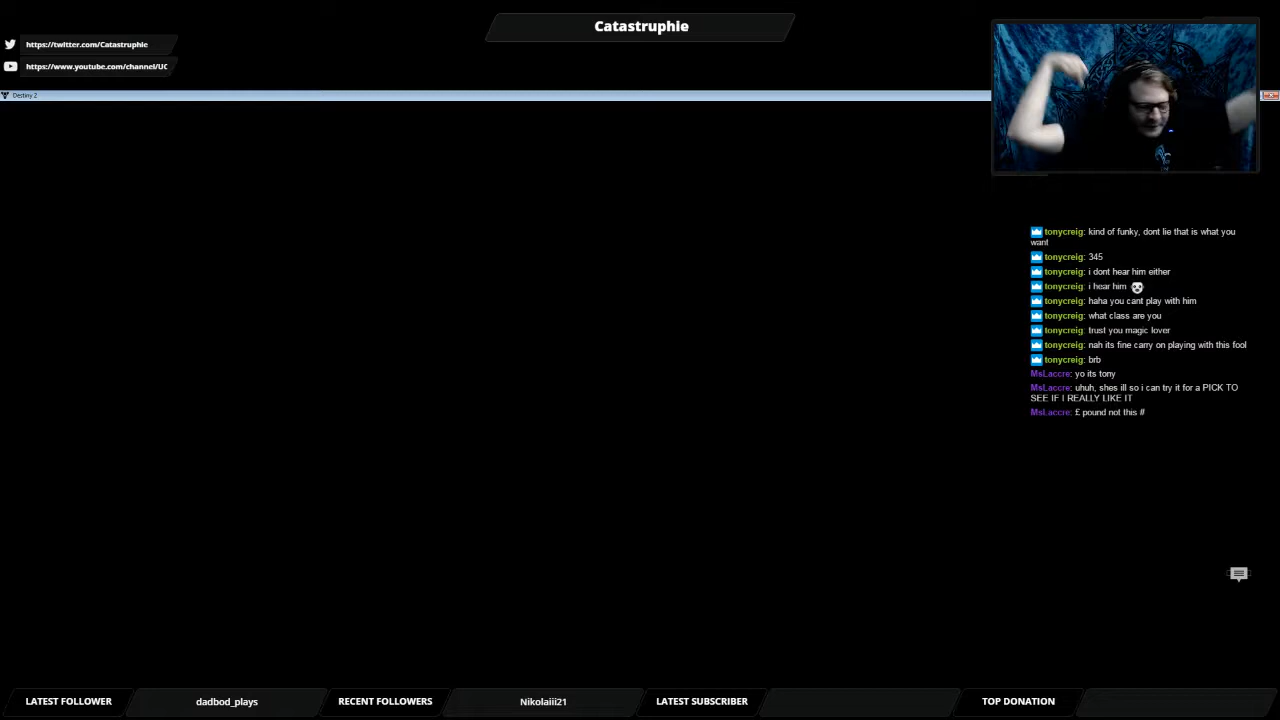 Catastruphie
https://twitter.com/Catastruphie
https://www.youtube.com/channel/UC
Destiny 2
tonycreig: kind of funky, dont lie that is what you
want
tonycreig: 345
tonycreig: i dont hear him either
tonycreig: i hear him
tonycreig: haha you cant play with him
tonycreig: what class are you
tonycreig: trust you magic lover
tonycreig: nah its fine carry on playing with this fool
tonycreig: brb
MsLaccre: yo its tony
MsLaccre: uhuh, shes ill so i can try it for a PICK TO
SEE IF I REALLY LIKE IT
MsLaccre: £ pound not this #
LATEST FOLLOWER
dadbod_plays
RECENT FOLLOWERS
Nikolaiii21
LATEST SUBSCRIBER
TOP DONATION